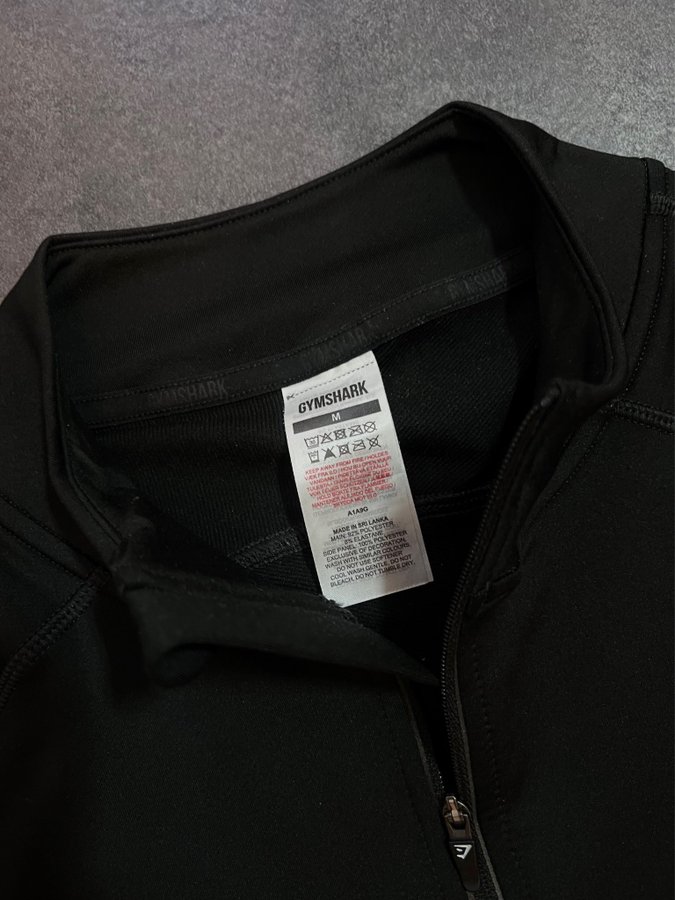 GYMSHARK
GYMSHARK
GYMSHARK
GYMSHARK
M
KEEP AWAY FROM FIRE / HOLDES
A1A9G
MADE IN SRI LANKA
MAIN: 92% POLYESTER
8% ELASTANE
SIDE PANEL: 100% POLYESTER
EXCLUSIVE OF DECORATION.
WASH WITH SIMILAR COLOURS.
DO NOT USE SOFTENER
COOL WASH GENTLE. DO NOT
BLEACH. DO NOT TUMBLE DRY.